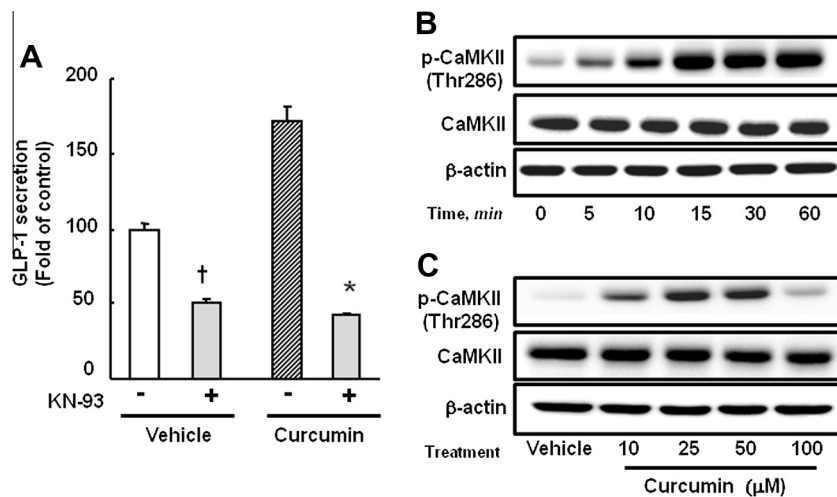 A
GLP-1 secretion
(Fold of control)
200
150
100
50
0
†
*
KN-93 - + - +
Vehicle Curcumin
B
p-CaMKII
(Thr286)
CaMKII
β-actin
Time, min 0 5 10 15 30 60
C
p-CaMKII
(Thr286)
CaMKII
β-actin
Treatment Vehicle 10 25 50 100
Curcumin (μM)